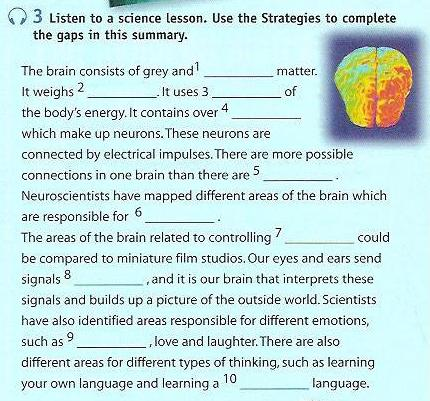 3 Listen to a science lesson. Use the Strategies to complete
the gaps in this summary.
The brain consists of grey and 1 __________ matter.
It weighs 2 __________. It uses 3 __________ of
the body's energy. It contains over 4 __________
which make up neurons. These neurons are
connected by electrical impulses. There are more possible
connections in one brain than there are 5 __________.
Neuroscientists have mapped different areas of the brain which
are responsible for 6 __________.
The areas of the brain related to controlling 7 __________ could
be compared to miniature film studios. Our eyes and ears send
signals 8 __________, and it is our brain that interprets these
signals and builds up a picture of the outside world. Scientists
have also identified areas responsible for different emotions,
such as 9 __________, love and laughter. There are also
different areas for different types of thinking, such as learning
your own language and learning a 10 __________ language.